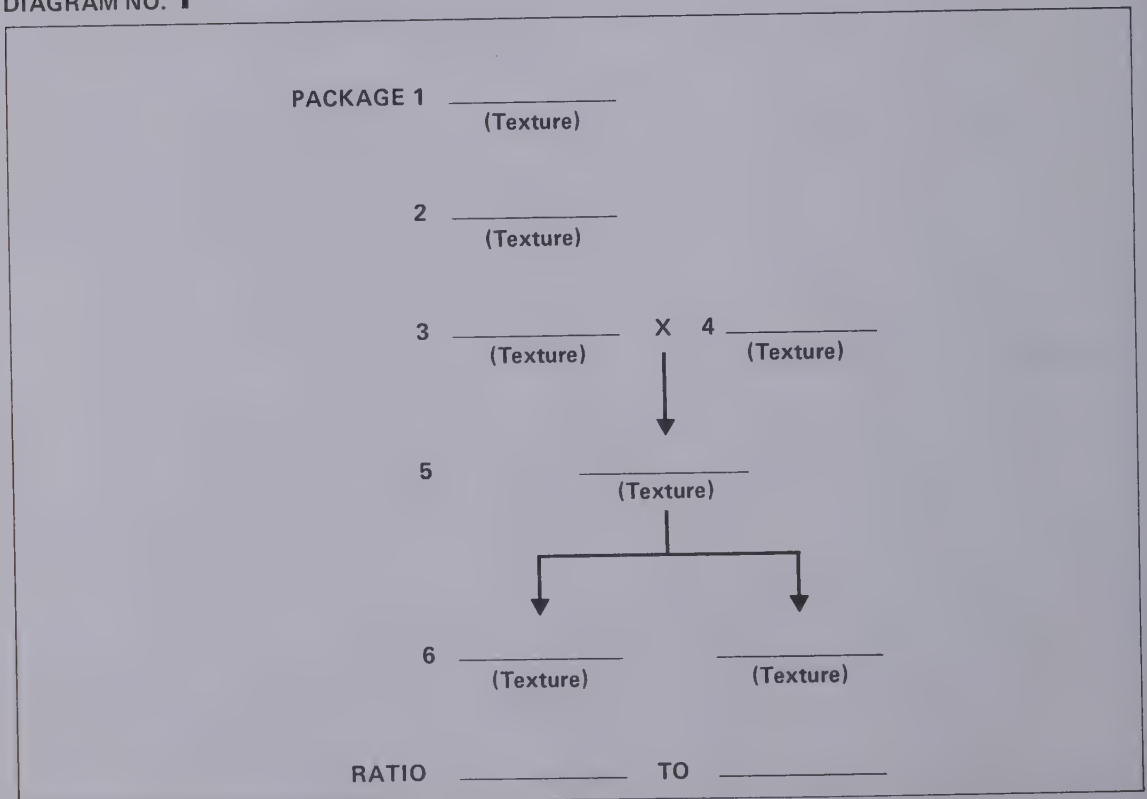 DIAGRAM NO. 1
PACKAGE 1
(Texture)
2
(Texture)
3 X 4
(Texture) (Texture)
5
(Texture)
6
(Texture) (Texture)
RATIO TO